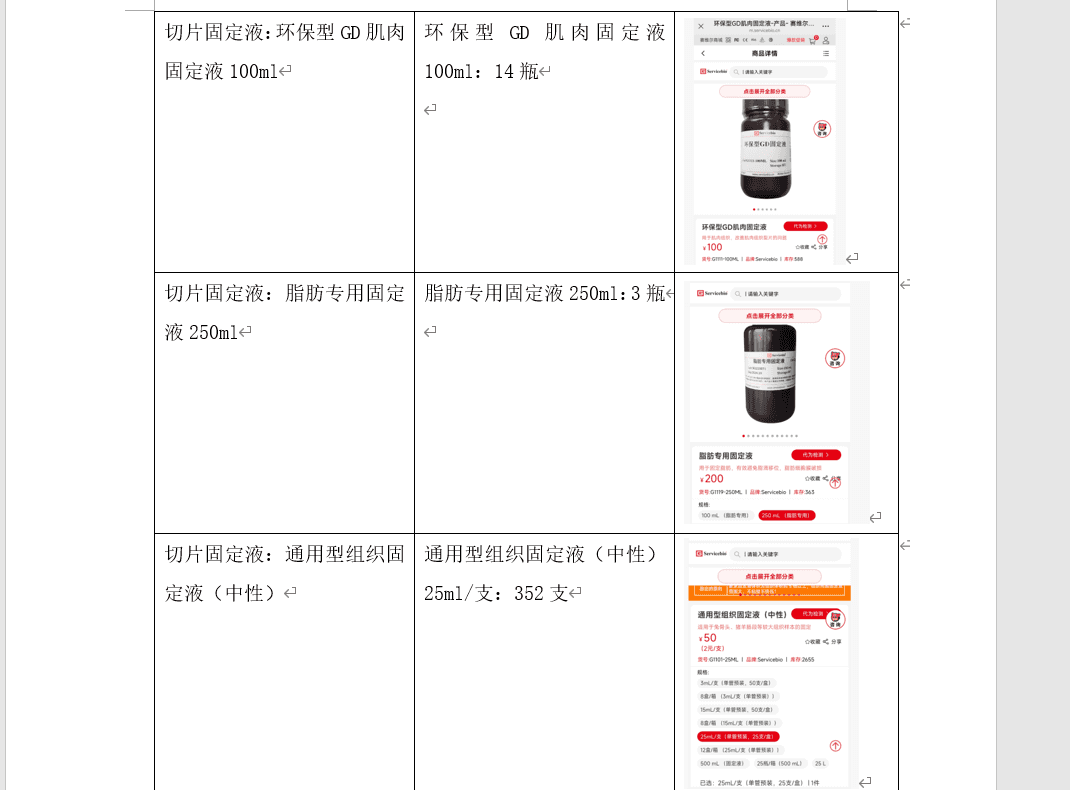 切片固定液:环保型GD肌肉
固定液100ml
环保型 GD 肌肉固定液
100ml: 14瓶
环保型GD肌肉固定液-产品- 赛维尔...
商品详情
Servicebio
请输入关键字
点击展开全部分类
Servicebio
环保型GD固定液
环保型GD肌肉固定液
代为检测
¥100
收藏 分享
货号:G1111-100ML | 品牌:Servicebio | 库存:588
切片固定液: 脂肪专用固定
液250ml
脂肪专用固定液250ml:3瓶
Servicebio
请输入关键字
点击展开全部分类
Servicebio
脂肪专用固定液
咨询
脂肪专用固定液
代为检测
¥200
收藏 分享
货号:G1119-250ML | 品牌:Servicebio | 库存:363
规格:
100 mL (脂肪专用)
250 mL (脂肪专用)
切片固定液: 通用型组织固
定液(中性)
通用型组织固定液(中性)
25ml/支: 352支
Servicebio
请输入关键字
点击展开全部分类
通用型组织固定液(中性)
代为检测
咨询
¥50
(2元/支)
收藏 分享
货号:G1101-25ML | 品牌:Servicebio | 库存:2655
规格:
3mL/支(单管预装、50支/盒)
8盒/箱(3mL/支(单管预装))
15mL/支(单管预装、50支/盒)
8盒/箱(15mL/支(单管预装))
25mL/支(单管预装、25支/盒)
12盒/箱(25mL/支(单管预装))
500 mL(固定液)
25瓶/箱(500 mL)
25 L
已选: 25mL/支(单管预装、25支/盒) | 1件